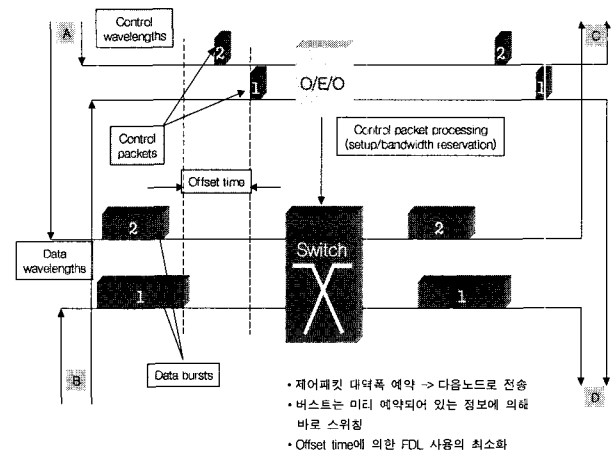 A
Control
wavelengths
2
2
C
1
O/E/O
1
Control
packets
Control packet processing
(setup/bandwidth reservation)
Offset time
2
2
Data
wavelengths
Switch
1
1
B
Data bursts
D
• 제어패킷 대역폭 예약 -> 다음노드로 전송
• 버스트는 미리 예약되어 있는 정보에 의해
바로 스위칭
• Offset time에 의한 FDL 사용의 최소화